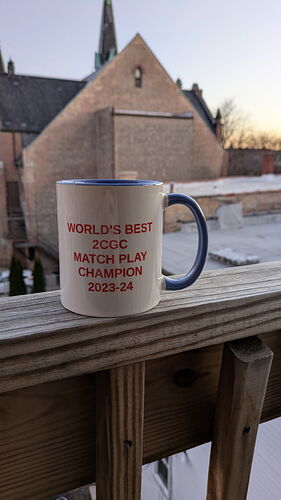 WORLD'S BEST
2CGC
MATCH PLAY
CHAMPION
2023-24